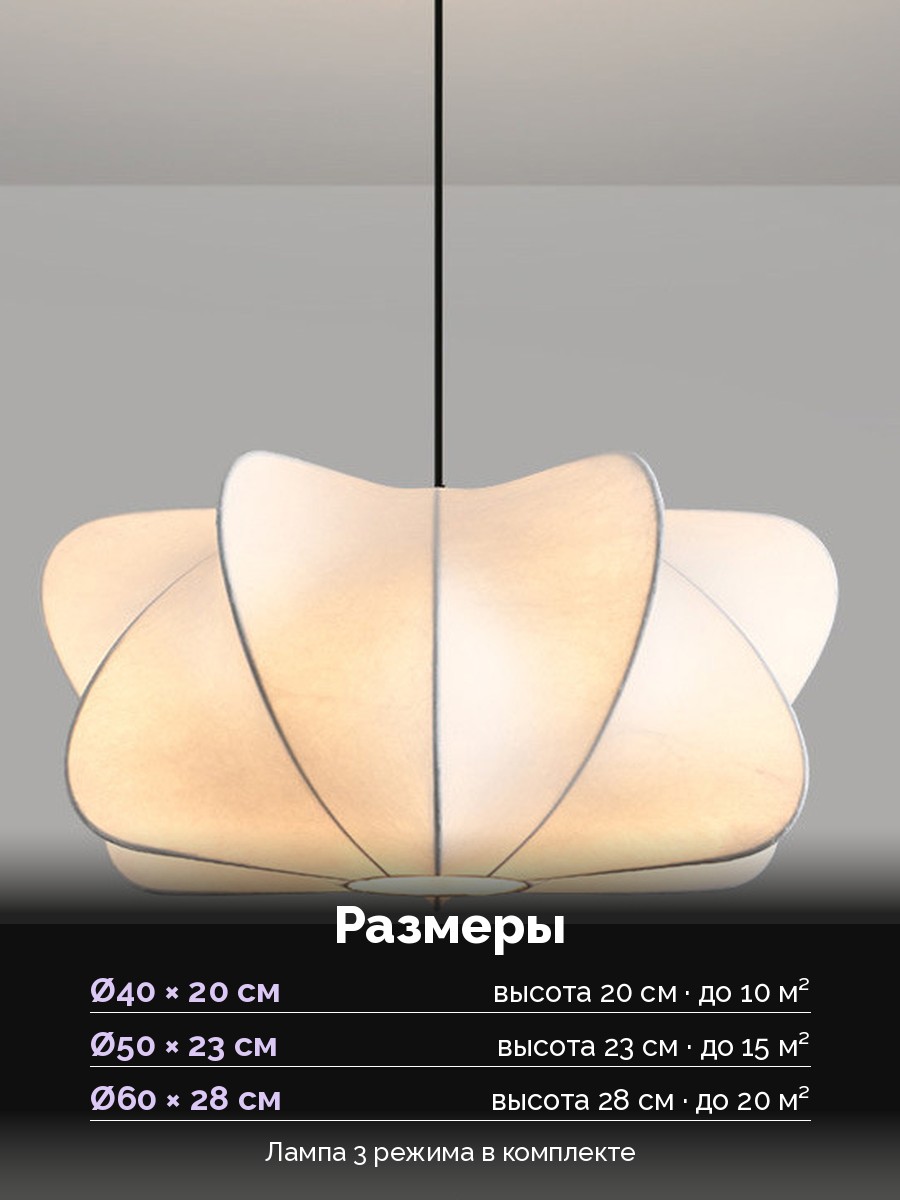 Размеры
Ø40 × 20 см высота 20 см · до 10 м²
Ø50 × 23 см высота 23 см · до 15 м²
Ø60 × 28 см высота 28 см · до 20 м²
Лампа 3 режима в комплекте